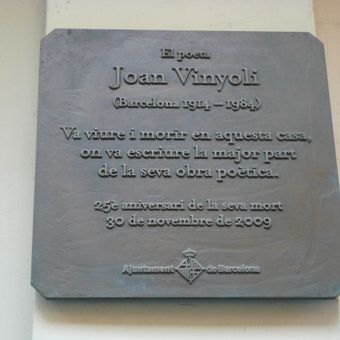 El poeta
Joan Vinyoli
(Barcelona 1914 – 1984)
Va viure i morir en aquesta casa,
on va escriure la major part
de la seva obra poètica.
25è aniversari de la seva mort
30 de novembre de 2009
Ajuntament de Barcelona